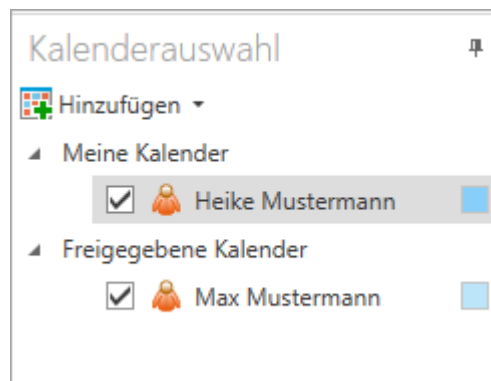 Kalenderauswahl
Hinzufügen
Meine Kalender
Heike Mustermann
Freigegebene Kalender
Max Mustermann